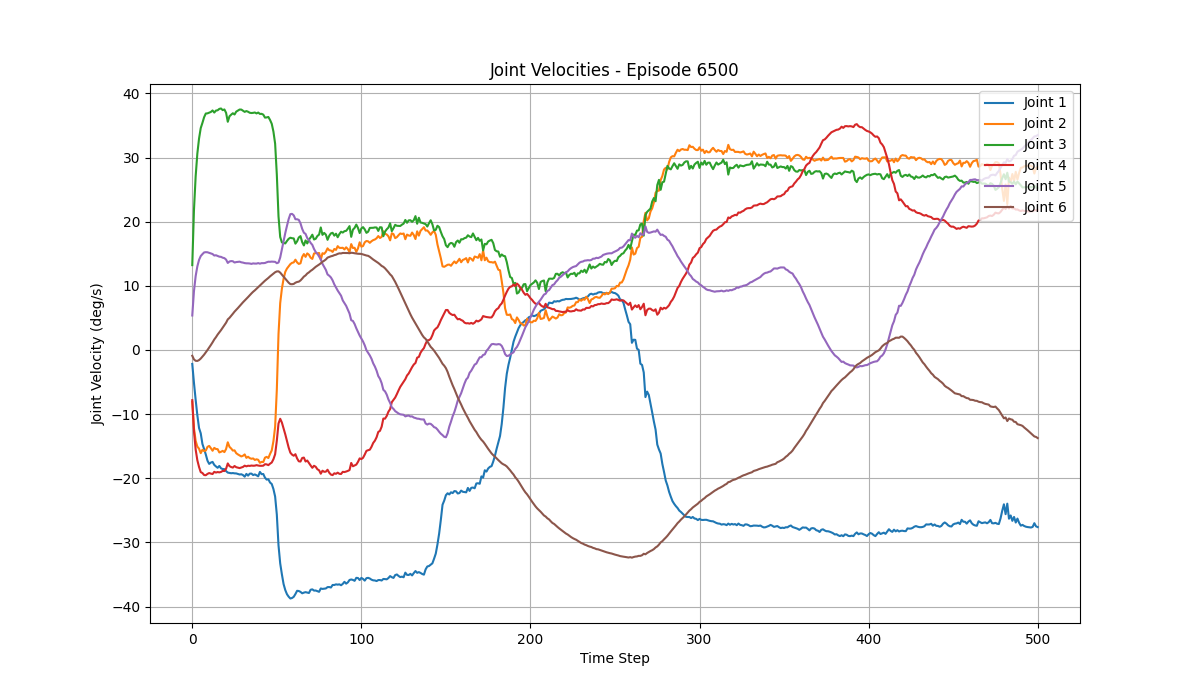 Joint Velocities - Episode 6500
Joint Velocity (deg/s)
40
30
20
10
0
−10
−20
−30
−40
0 100 200 300 400 500
Time Step
Joint 1
Joint 2
Joint 3
Joint 4
Joint 5
Joint 6